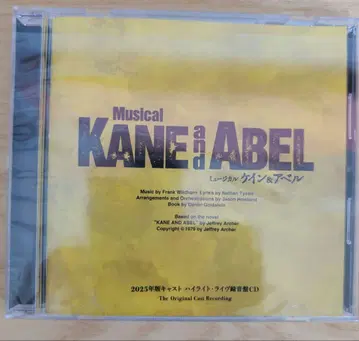 Musical
KANE and ABEL
ミュージカル ケイン&アベル
Music by Frank Wildhorn Lyrics by Nathan Tysen
Arrangements and Orchestrations by Jason Howland
Book by Daniel Goldstein
Based on the novel
"KANE AND ABEL" by Jeffrey Archer
Copyright ©1979 by Jeffrey Archer
2025年版キャスト ハイライト・ライヴ録音盤CD
The Original Cast Recording